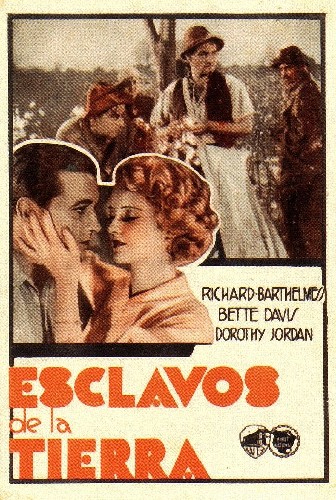 RICHARD-BARTHELMESS
BETTE DAVIS
DOROTHY JORDAN
ESCLAVOS
de la
TIERRA